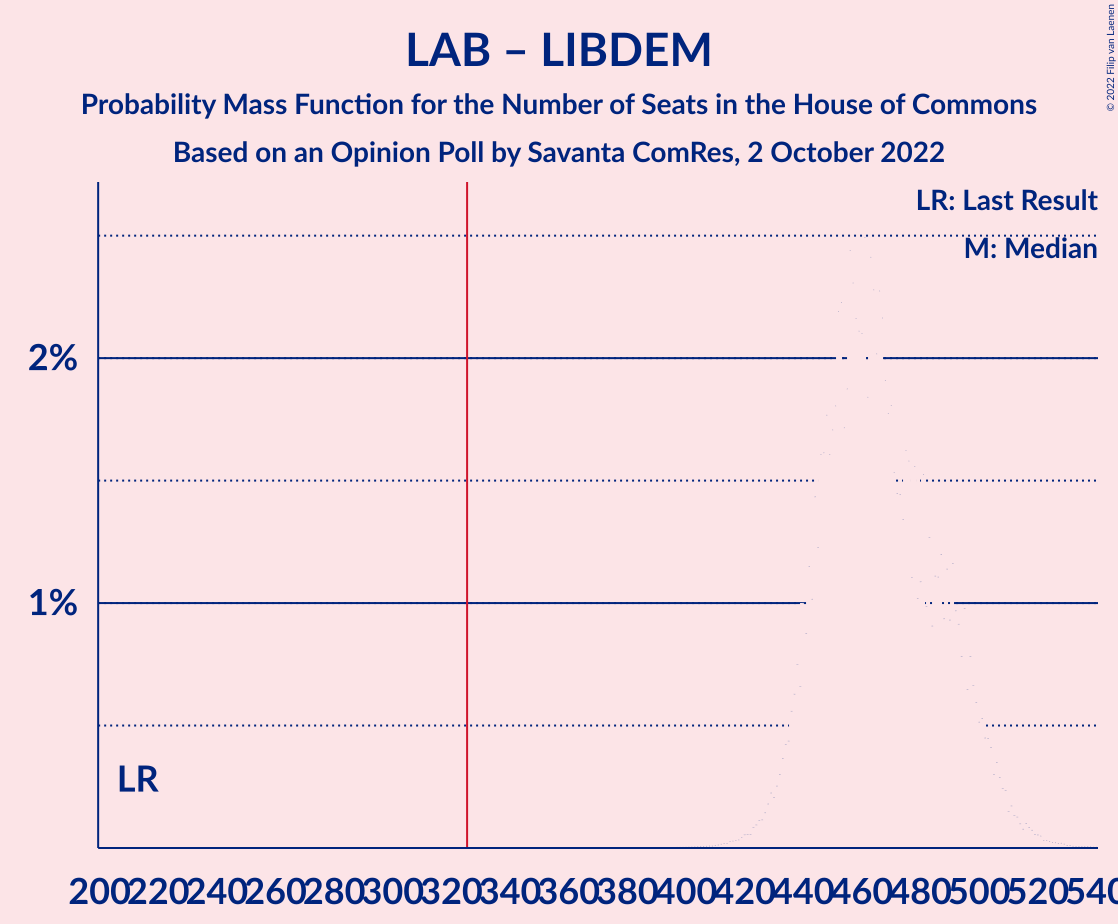 LAB – LIBDEM
Probability Mass Function for the Number of Seats in the House of Commons
Based on an Opinion Poll by Savanta ComRes, 2 October 2022
© 2022 Filip van Laenen
LR: Last Result
M: Median
2%
1%
LR
200 220 240 260 280 300 320 340 360 380 400 420 440 460 480 500 520 540